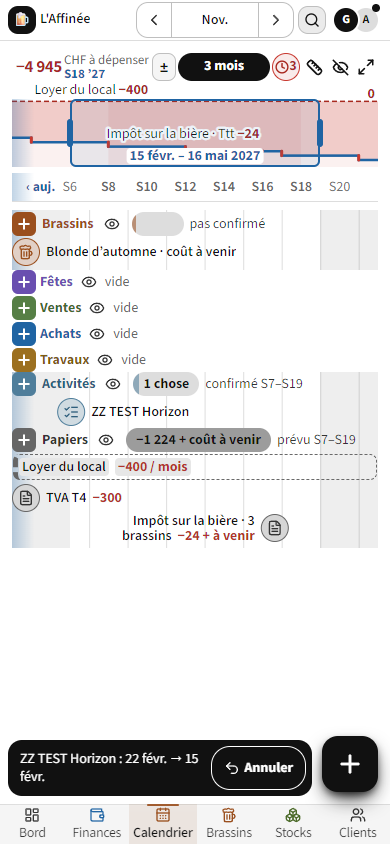 L'Affinée
Nov.
G
A
−4 945 CHF à dépenser
S18 ’27
±
3 mois
3
Loyer du local −400
0
Impôt sur la bière · Ttt −24
15 févr. – 16 mai 2027
‹ auj. S6 S8 S10 S12 S14 S16 S18 S20
Brassins pas confirmé
Blonde d’automne · coût à venir
Fêtes vide
Ventes vide
Achats vide
Travaux vide
Activités 1 chose confirmé S7–S19
ZZ TEST Horizon
Papiers −1 224 + coût à venir prévu S7–S19
Loyer du local −400 / mois
TVA T4 −300
Impôt sur la bière · 3
brassins −24 + à venir
ZZ TEST Horizon : 22 févr. → 15
févr.
Annuler
Bord Finances Calendrier Brassins Stocks Clients